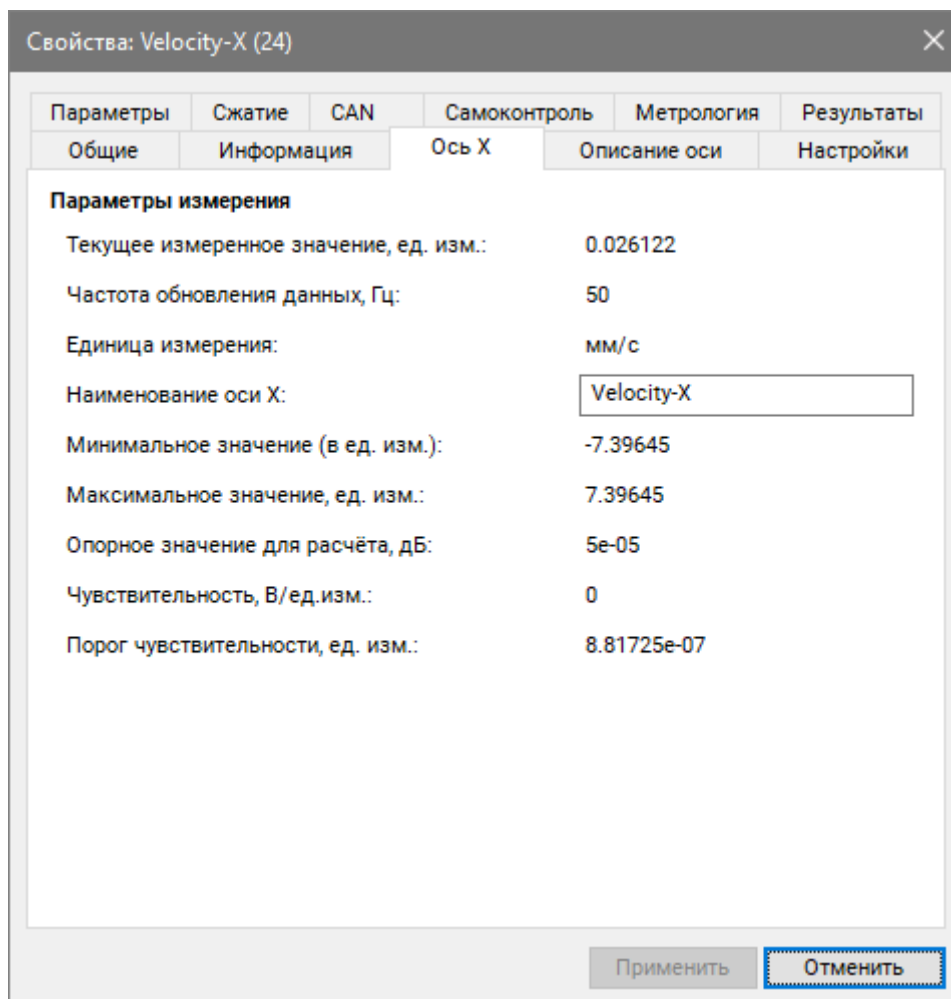 Свойства: Velocity-X (24)
Параметры Сжатие CAN Самоконтроль Метрология Результаты
Общие Информация Ось X Описание оси Настройки
Параметры измерения
Текущее измеренное значение, ед. изм.: 0.026122
Частота обновления данных, Гц: 50
Единица измерения: мм/с
Наименование оси X: Velocity-X
Минимальное значение (в ед. изм.): -7.39645
Максимальное значение, ед. изм.: 7.39645
Опорное значение для расчёта, дБ: 5e-05
Чувствительность, В/ед.изм.: 0
Порог чувствительности, ед. изм.: 8.81725e-07
Применить Отменить